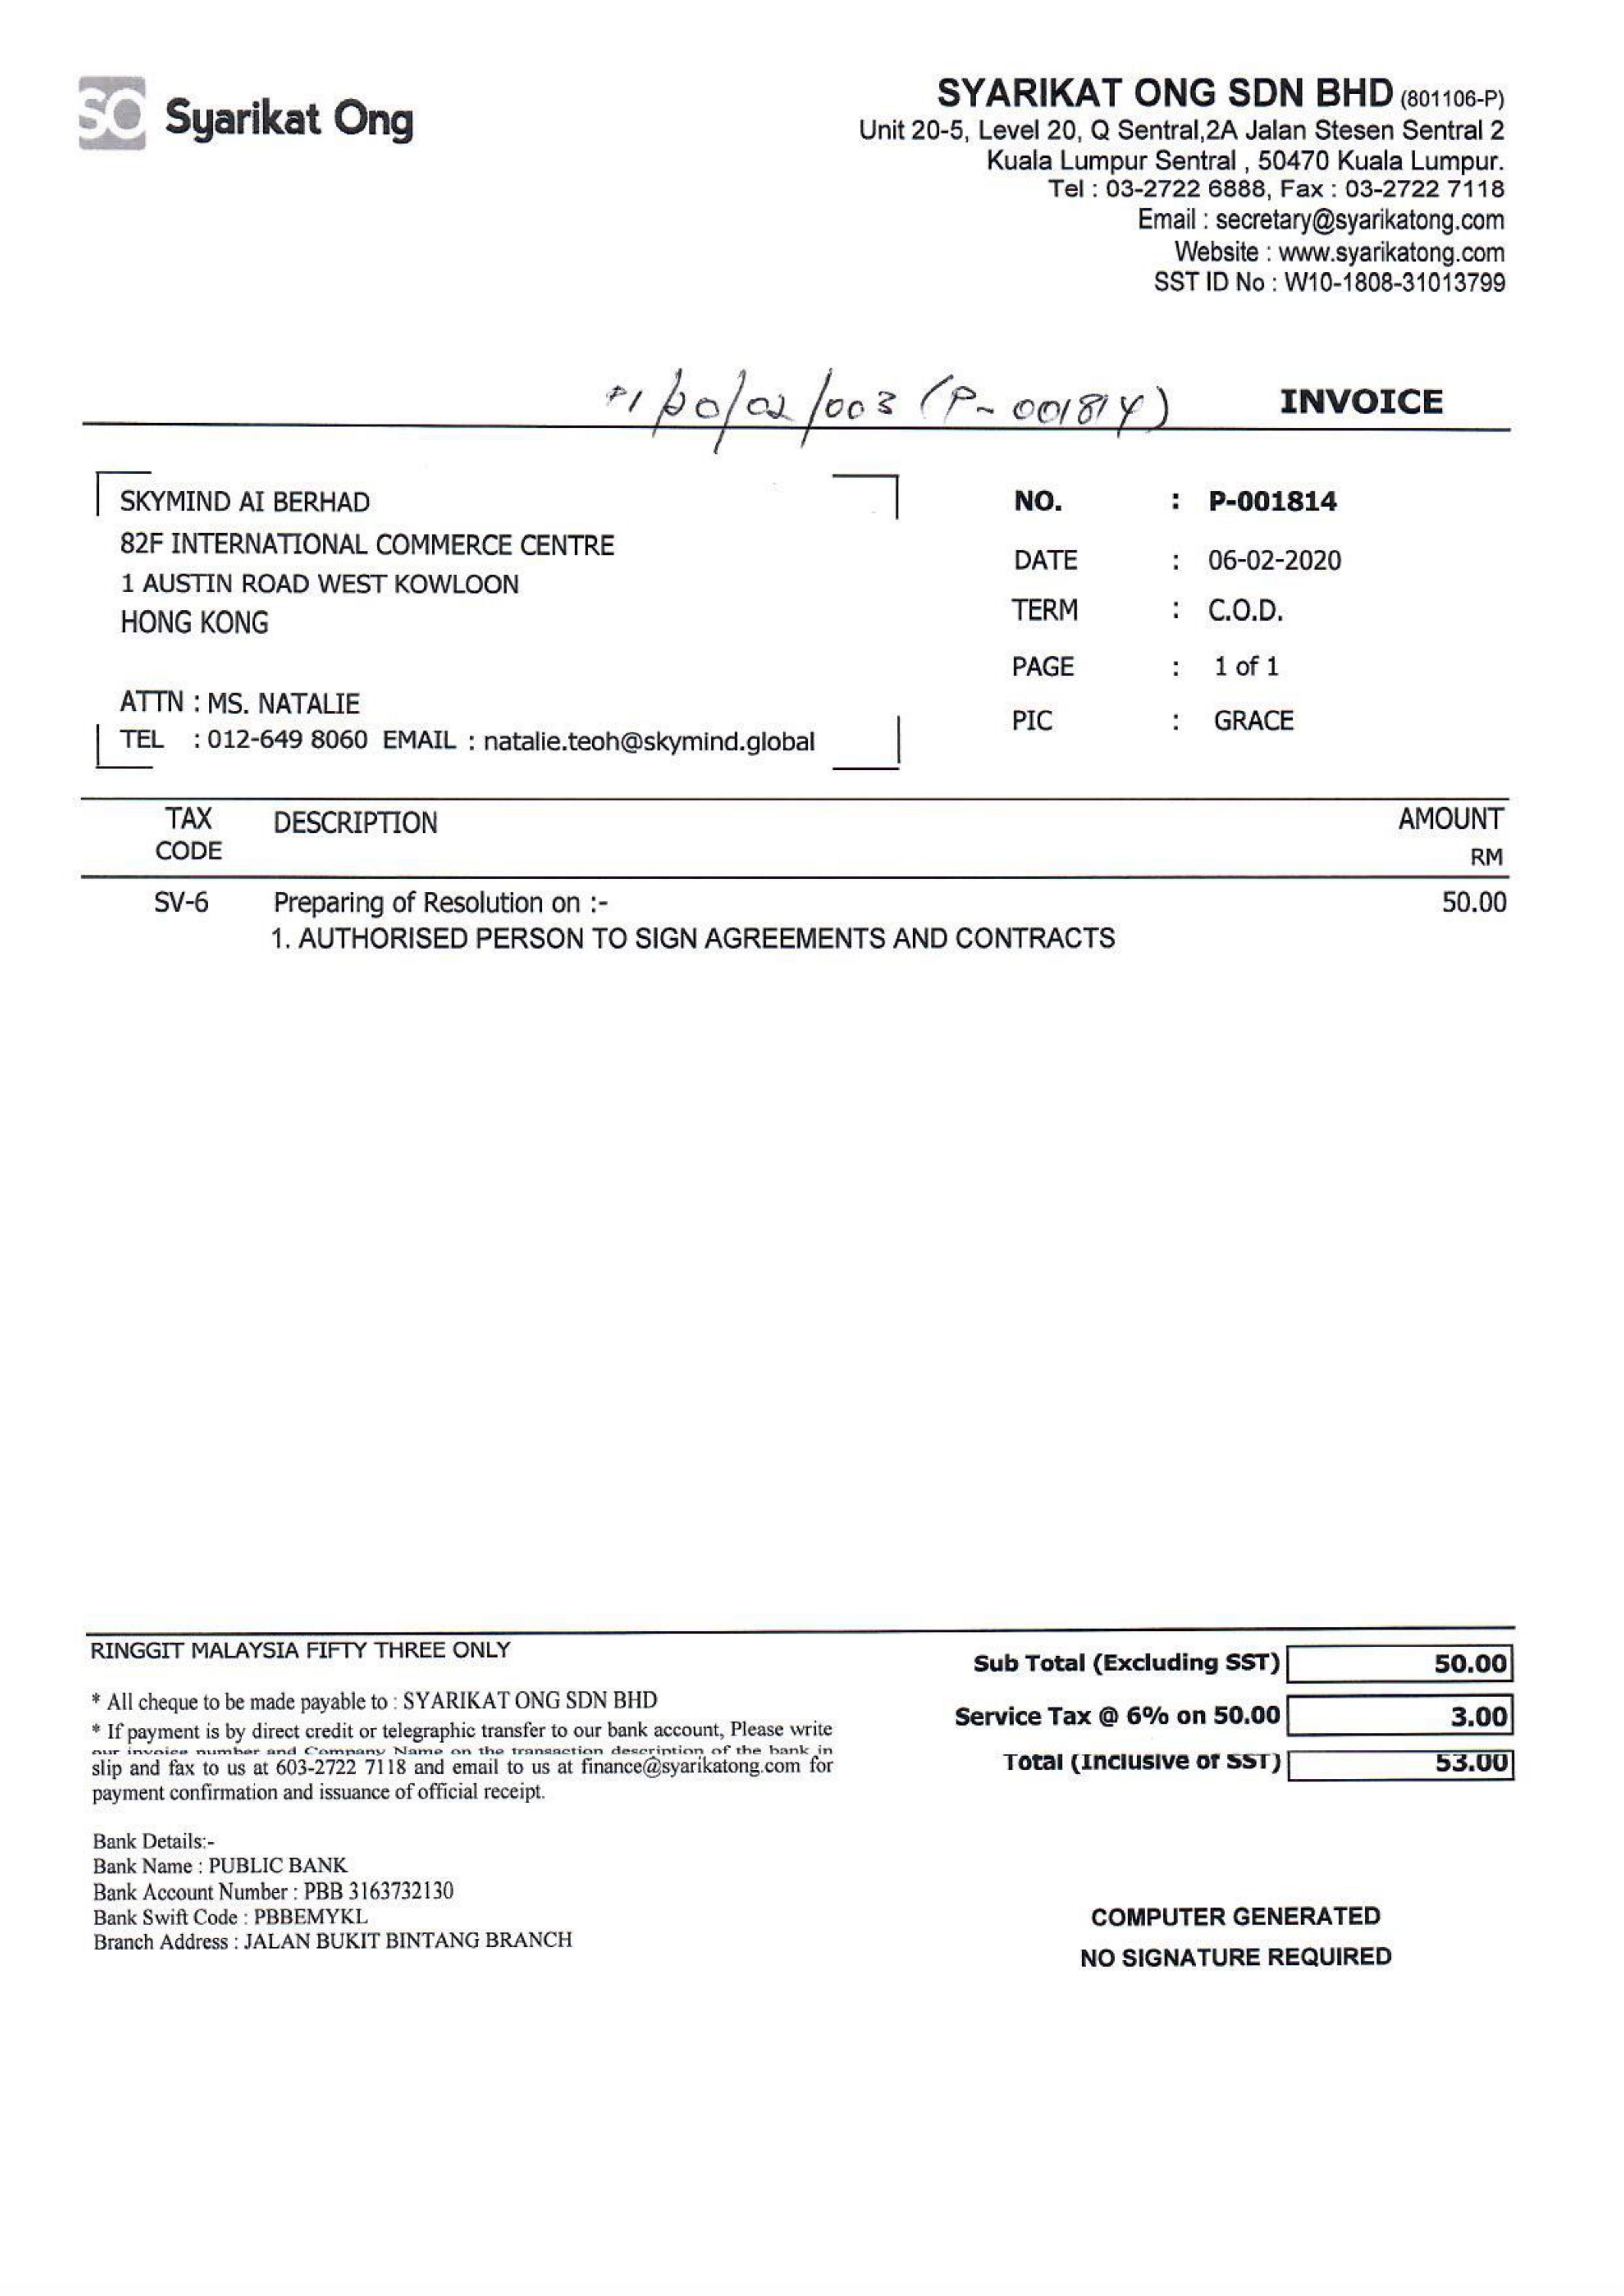 SO Syarikat Ong
SYARIKAT ONG SDN BHD (801106-P)
Unit 20-5, Level 20, Q Sentral,2A Jalan Stesen Sentral 2
Kuala Lumpur Sentral , 50470 Kuala Lumpur.
Tel : 03-2722 6888, Fax : 03-2722 7118
Email : secretary@syarikatong.com
Website : www.syarikatong.com
SST ID No : W10-1808-31013799
PI/20/02/003 (P-001814) INVOICE
SKYMIND AI BERHAD
82F INTERNATIONAL COMMERCE CENTRE
1 AUSTIN ROAD WEST KOWLOON
HONG KONG
ATTN : MS. NATALIE
TEL : 012-649 8060 EMAIL : natalie.teoh@skymind.global
NO. : P-001814
DATE : 06-02-2020
TERM : C.O.D.
PAGE : 1 of 1
PIC : GRACE
TAX CODE DESCRIPTION AMOUNT RM
SV-6 Preparing of Resolution on :- 50.00
1. AUTHORISED PERSON TO SIGN AGREEMENTS AND CONTRACTS
RINGGIT MALAYSIA FIFTY THREE ONLY
* All cheque to be made payable to : SYARIKAT ONG SDN BHD
* If payment is by direct credit or telegraphic transfer to our bank account, Please write
our invoice number and Company Name on the transaction description of the bank in
slip and fax to us at 603-2722 7118 and email to us at finance@syarikatong.com for
payment confirmation and issuance of official receipt.
Sub Total (Excluding SST) 50.00
Service Tax @ 6% on 50.00 3.00
Total (Inclusive of SST) 53.00
Bank Details:-
Bank Name : PUBLIC BANK
Bank Account Number : PBB 3163732130
Bank Swift Code : PBBEMYKL
Branch Address : JALAN BUKIT BINTANG BRANCH
COMPUTER GENERATED
NO SIGNATURE REQUIRED